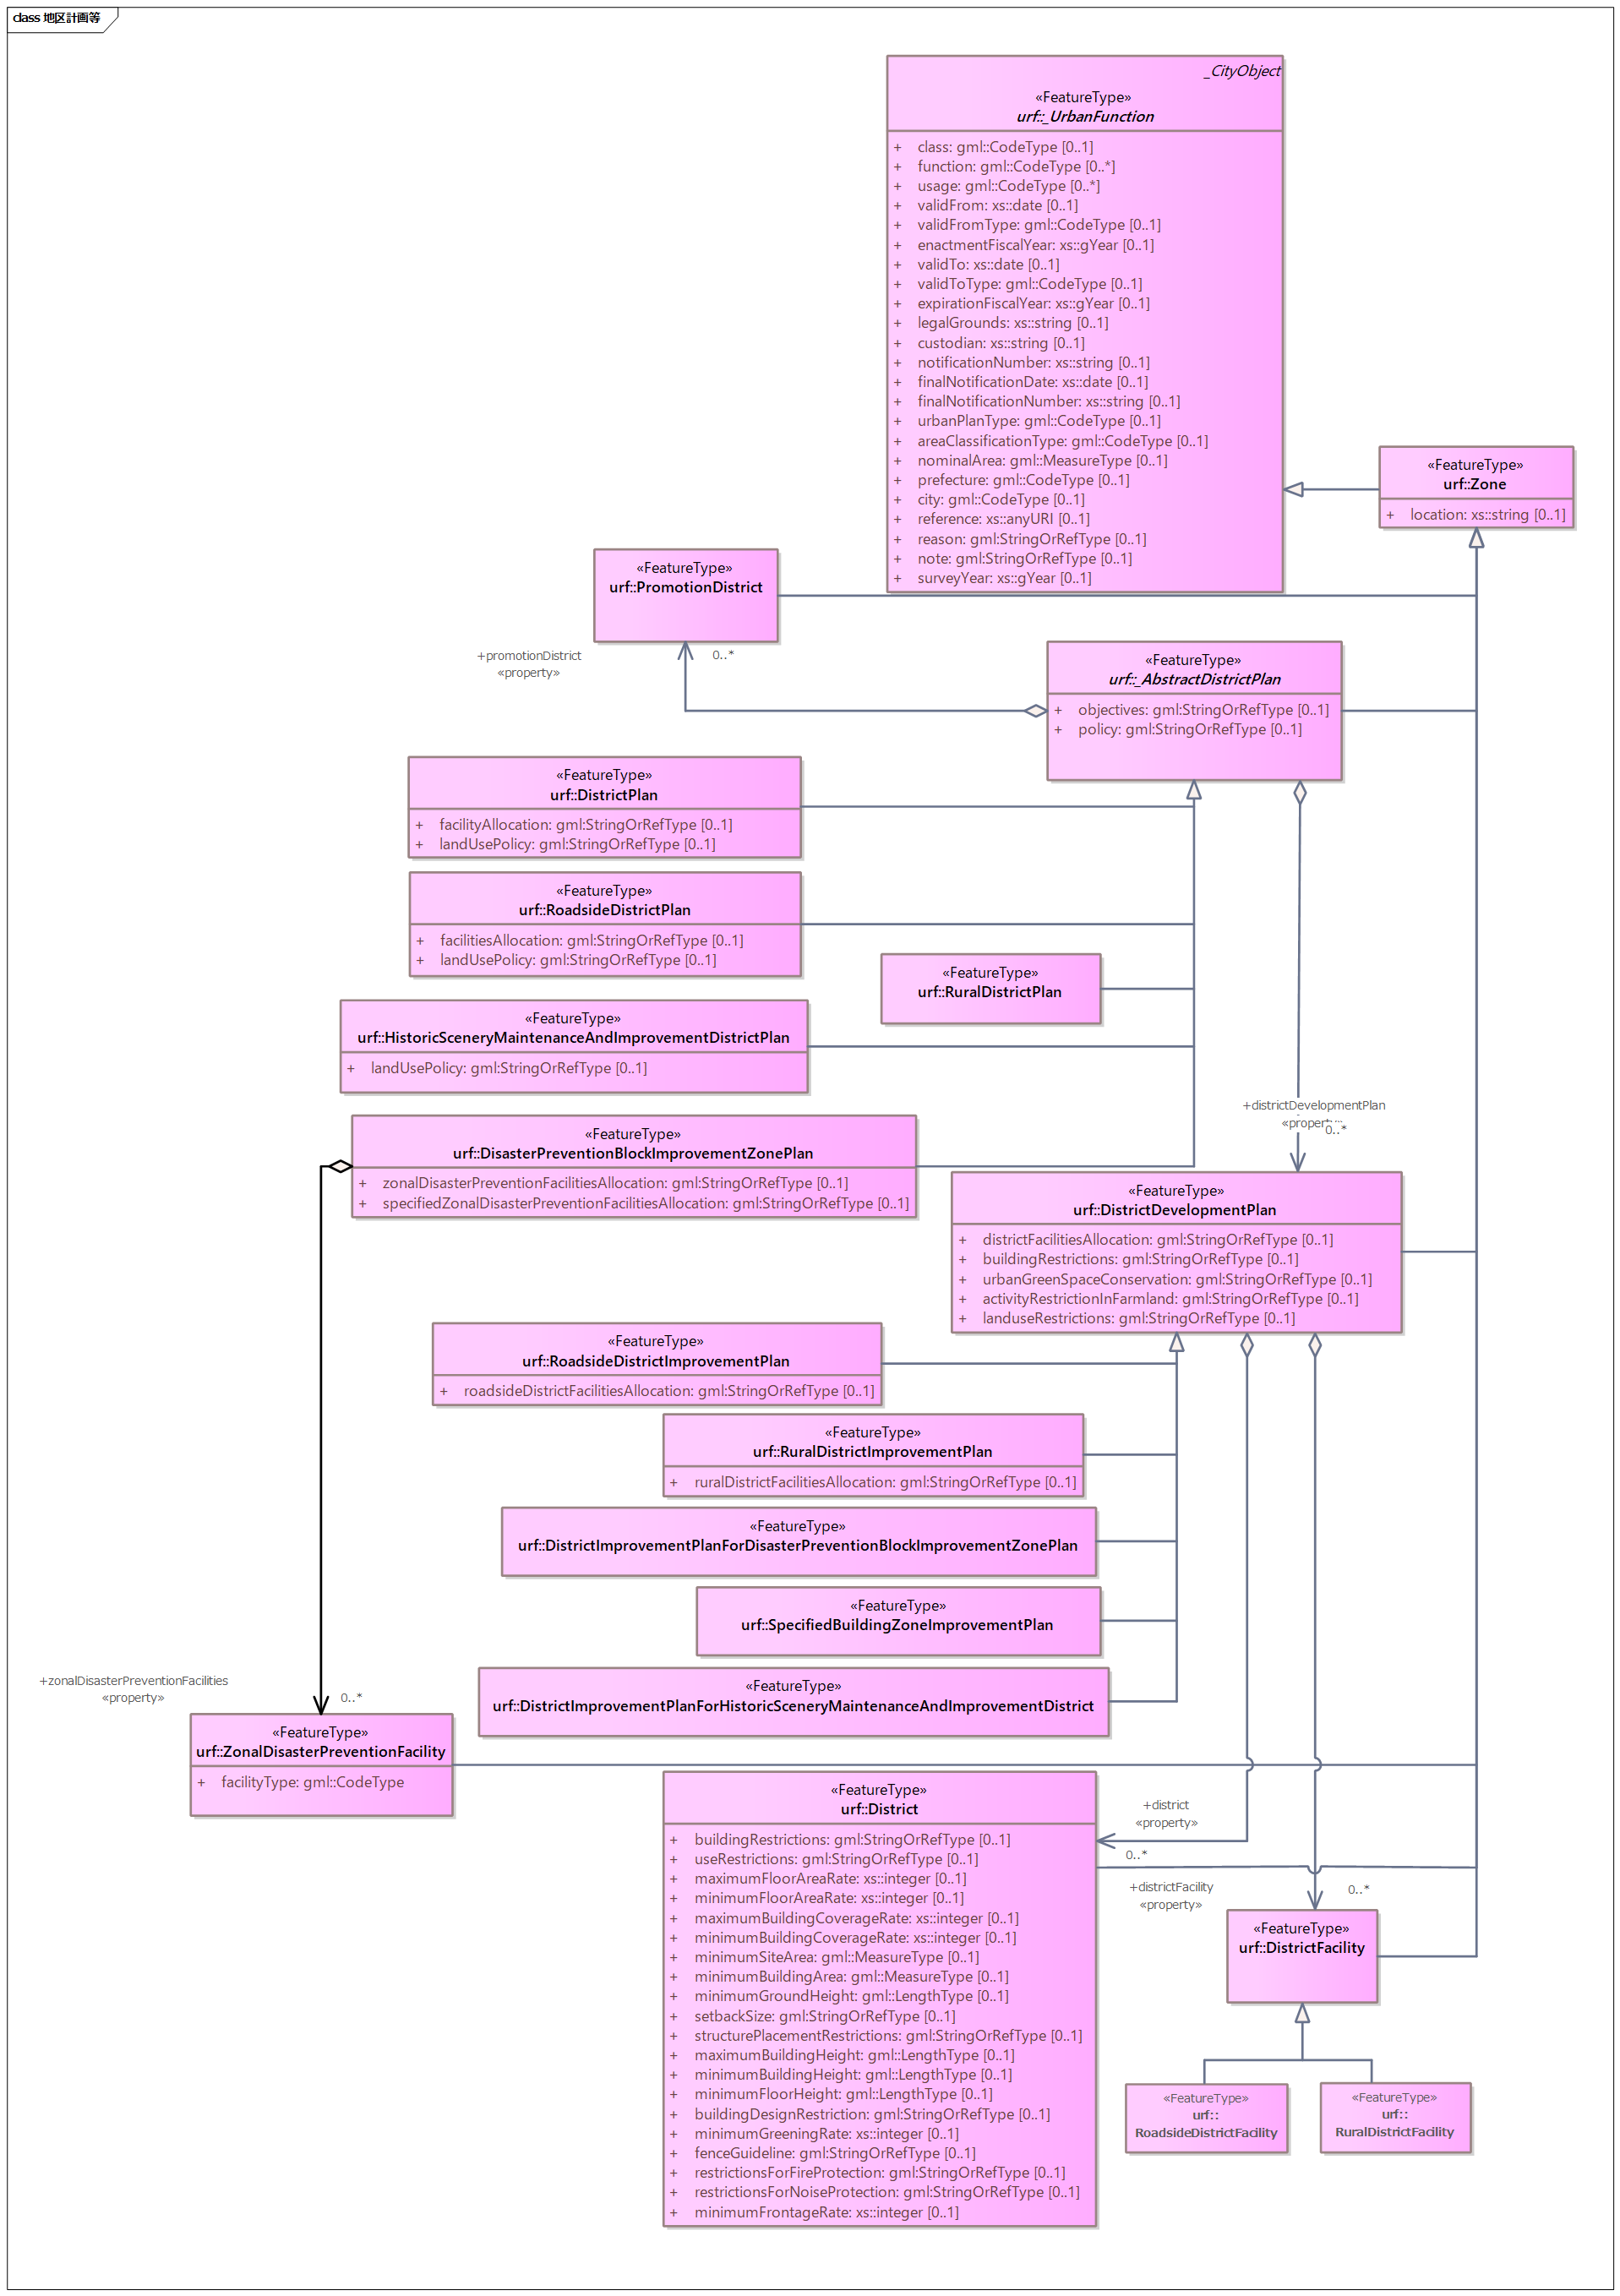 class 地区計画等
_CityObject
«FeatureType»
urf::_UrbanFunction
+ class: gml::CodeType [0..1]
+ function: gml::CodeType [0..*]
+ usage: gml::CodeType [0..*]
+ validFrom: xs::date [0..1]
+ validFromType: gml::CodeType [0..1]
+ enactmentFiscalYear: xs::gYear [0..1]
+ validTo: xs::date [0..1]
+ validToType: gml::CodeType [0..1]
+ expirationFiscalYear: xs::gYear [0..1]
+ legalGrounds: xs::string [0..1]
+ custodian: xs::string [0..1]
+ notificationNumber: xs::string [0..1]
+ finalNotificationDate: xs::date [0..1]
+ finalNotificationNumber: xs::string [0..1]
+ urbanPlanType: gml::CodeType [0..1]
+ areaClassificationType: gml::CodeType [0..1]
+ nominalArea: gml::MeasureType [0..1]
+ prefecture: gml::CodeType [0..1]
+ city: gml::CodeType [0..1]
+ reference: xs::anyURI [0..1]
+ reason: gml:StringOrRefType [0..1]
+ note: gml:StringOrRefType [0..1]
+ surveyYear: xs::gYear [0..1]
«FeatureType»
urf::Zone
+ location: xs::string [0..1]
«FeatureType»
urf::PromotionDistrict
+promotionDistrict
«property»
0..*
«FeatureType»
urf::_AbstractDistrictPlan
+ objectives: gml:StringOrRefType [0..1]
+ policy: gml:StringOrRefType [0..1]
«FeatureType»
urf::DistrictPlan
+ facilityAllocation: gml:StringOrRefType [0..1]
+ landUsePolicy: gml:StringOrRefType [0..1]
«FeatureType»
urf::RoadsideDistrictPlan
+ facilitiesAllocation: gml:StringOrRefType [0..1]
+ landUsePolicy: gml:StringOrRefType [0..1]
«FeatureType»
urf::RuralDistrictPlan
«FeatureType»
urf::HistoricSceneryMaintenanceAndImprovementDistrictPlan
+ landUsePolicy: gml:StringOrRefType [0..1]
+districtDevelopmentPlan
«property»
0..*
«FeatureType»
urf::DisasterPreventionBlockImprovementZonePlan
+ zonalDisasterPreventionFacilitiesAllocation: gml:StringOrRefType [0..1]
+ specifiedZonalDisasterPreventionFacilitiesAllocation: gml:StringOrRefType [0..1]
«FeatureType»
urf::DistrictDevelopmentPlan
+ districtFacilitiesAllocation: gml:StringOrRefType [0..1]
+ buildingRestrictions: gml:StringOrRefType [0..1]
+ urbanGreenSpaceConservation: gml:StringOrRefType [0..1]
+ activityRestrictionInFarmland: gml:StringOrRefType [0..1]
+ landuseRestrictions: gml:StringOrRefType [0..1]
«FeatureType»
urf::RoadsideDistrictImprovementPlan
+ roadsideDistrictFacilitiesAllocation: gml:StringOrRefType [0..1]
«FeatureType»
urf::RuralDistrictImprovementPlan
+ ruralDistrictFacilitiesAllocation: gml:StringOrRefType [0..1]
«FeatureType»
urf::DistrictImprovementPlanForDisasterPreventionBlockImprovementZonePlan
«FeatureType»
urf::SpecifiedBuildingZoneImprovementPlan
«FeatureType»
urf::DistrictImprovementPlanForHistoricSceneryMaintenanceAndImprovementDistrict
+zonalDisasterPreventionFacilities
«property»
0..*
«FeatureType»
urf::ZonalDisasterPreventionFacility
+ facilityType: gml::CodeType
«FeatureType»
urf::District
+ buildingRestrictions: gml:StringOrRefType [0..1]
+ useRestrictions: gml:StringOrRefType [0..1]
+ maximumFloorAreaRate: xs::integer [0..1]
+ minimumFloorAreaRate: xs::integer [0..1]
+ maximumBuildingCoverageRate: xs::integer [0..1]
+ minimumBuildingCoverageRate: xs::integer [0..1]
+ minimumSiteArea: gml::MeasureType [0..1]
+ minimumBuildingArea: gml::MeasureType [0..1]
+ minimumGroundHeight: gml::LengthType [0..1]
+ setbackSize: gml:StringOrRefType [0..1]
+ structurePlacementRestrictions: gml:StringOrRefType [0..1]
+ maximumBuildingHeight: gml::LengthType [0..1]
+ minimumBuildingHeight: gml::LengthType [0..1]
+ minimumFloorHeight: gml::LengthType [0..1]
+ buildingDesignRestriction: gml:StringOrRefType [0..1]
+ minimumGreeningRate: xs::integer [0..1]
+ fenceGuideline: gml:StringOrRefType [0..1]
+ restrictionsForFireProtection: gml:StringOrRefType [0..1]
+ restrictionsForNoiseProtection: gml:StringOrRefType [0..1]
+ minimumFrontageRate: xs::integer [0..1]
+district
«property»
0..*
+districtFacility
«property»
0..*
«FeatureType»
urf::DistrictFacility
«FeatureType»
urf::
RoadsideDistrictFacility
«FeatureType»
urf::
RuralDistrictFacility